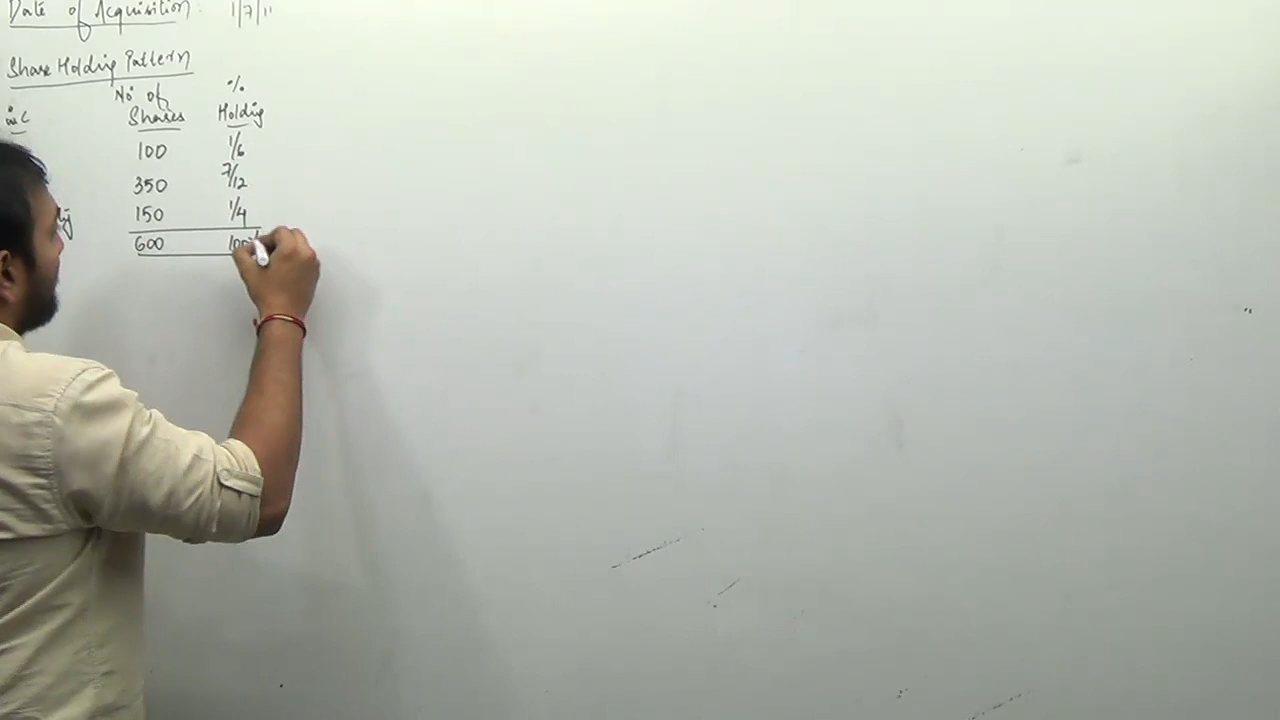 Date of Acquisition: 1/7/11
Share Holding Pattern
No. of %
in C Shares Holding
100 1/6
350 7/12
150 1/4
600 100%